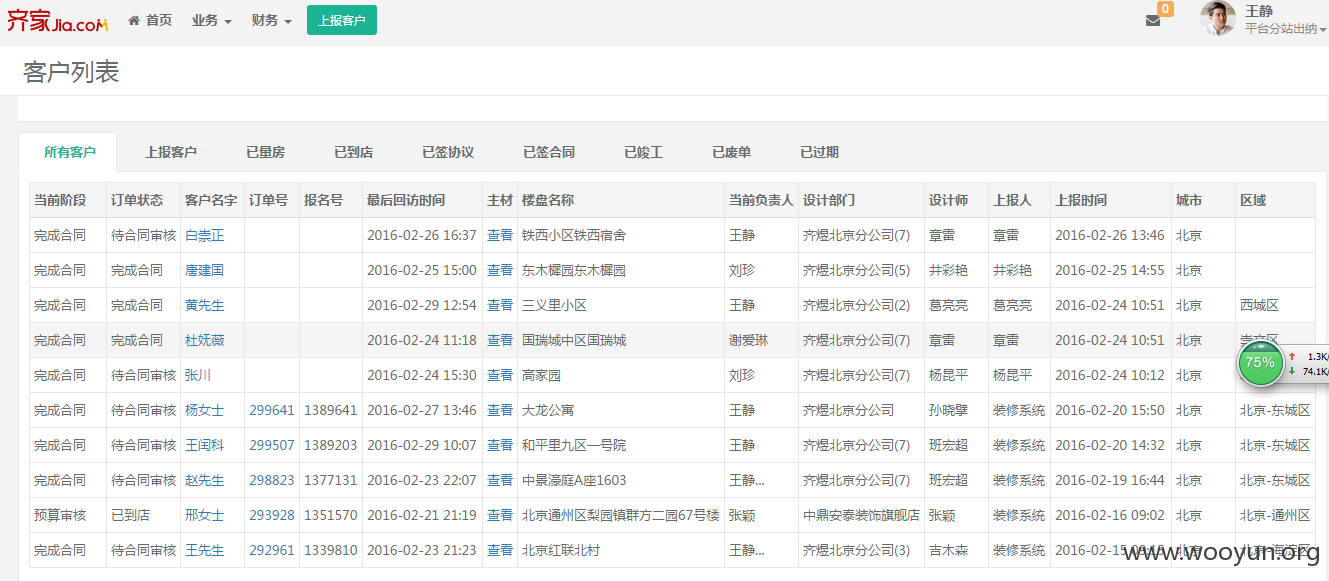 齐家Jia.com 首页 业务 财务 上报客户 0 王静
平台分站出纳
客户列表
所有客户 上报客户 已量房 已到店 已签协议 已签合同 已竣工 已废单 已过期
当前阶段 订单状态 客户名字 订单号 报名号 最后回访时间 主材 楼盘名称 当前负责人 设计部门 设计师 上报人 上报时间 城市 区域
完成合同 待合同审核 白崇正 2016-02-26 16:37 查看 铁西小区铁西宿舍 王静 齐煜北京分公司(7) 章雷 章雷 2016-02-26 13:46 北京
完成合同 完成合同 唐建国 2016-02-25 15:00 查看 东木樨园东木樨园 刘珍 齐煜北京分公司(5) 井彩艳 井彩艳 2016-02-25 14:55 北京
完成合同 完成合同 黄先生 2016-02-29 12:54 查看 三义里小区 王静 齐煜北京分公司(2) 葛亮亮 葛亮亮 2016-02-24 10:51 北京 西城区
完成合同 完成合同 杜妩薇 2016-02-24 11:18 查看 国瑞城中区国瑞城 谢爱琳 齐煜北京分公司(7) 章雷 章雷 2016-02-24 10:51 北京 崇文区
完成合同 待合同审核 张川 2016-02-24 15:30 查看 高家园 刘珍 齐煜北京分公司(7) 杨昆平 杨昆平 2016-02-24 10:12 北京
75% 1.3K/
74.1K/
完成合同 待合同审核 杨女士 299641 1389641 2016-02-27 13:46 查看 大龙公寓 王静 齐煜北京分公司 孙晓孽 装修系统 2016-02-20 15:50 北京 北京-东城区
完成合同 待合同审核 王闰科 299507 1389203 2016-02-29 10:07 查看 和平里九区一号院 王静 齐煜北京分公司(7) 班宏超 装修系统 2016-02-20 14:32 北京 北京-东城区
完成合同 待合同审核 赵先生 298823 1377131 2016-02-23 22:07 查看 中景濠庭A座1603 王静... 齐煜北京分公司(7) 班宏超 装修系统 2016-02-19 16:44 北京 北京-东城区
预算审核 已到店 邢女士 293928 1351570 2016-02-21 21:19 查看 北京通州区梨园镇群方二园67号楼 张颖 中鼎安泰装饰旗舰店 张颖 装修系统 2016-02-16 09:02 北京 北京-通州区
完成合同 待合同审核 王先生 292961 1339810 2016-02-23 21:23 查看 北京红联北村 王静... 齐煜北京分公司(3) 吉木森 装修系统 2016-02-15 09:15 北京 北京-海淀区
www.wooyun.org